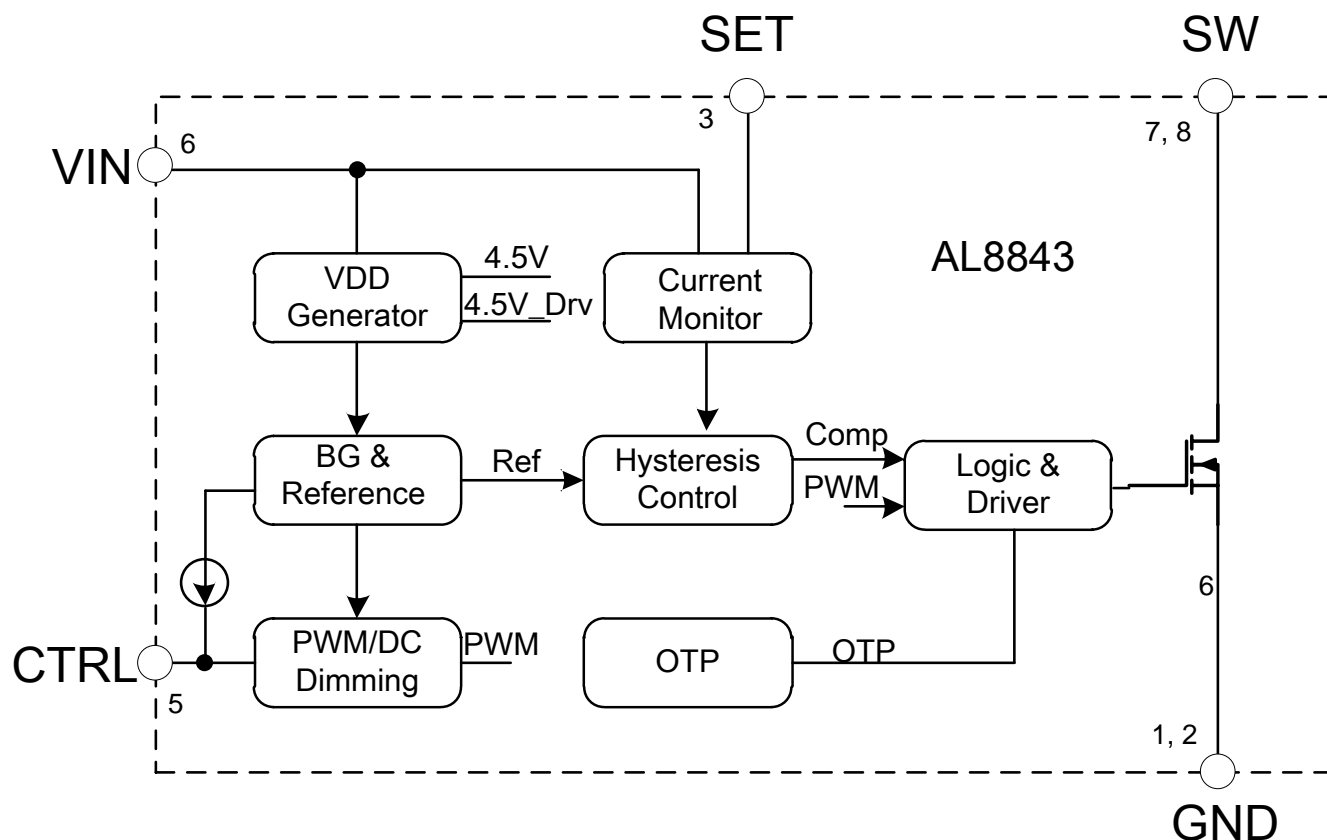 SET
SW
3
7, 8
VIN
6
AL8843
VDD
Generator
4.5V
4.5V_Drv
Current
Monitor
BG &
Reference
Ref
Hysteresis
Control
Comp
PWM
Logic &
Driver
6
CTRL
5
PWM/DC
Dimming
PWM
OTP
OTP
1, 2
GND